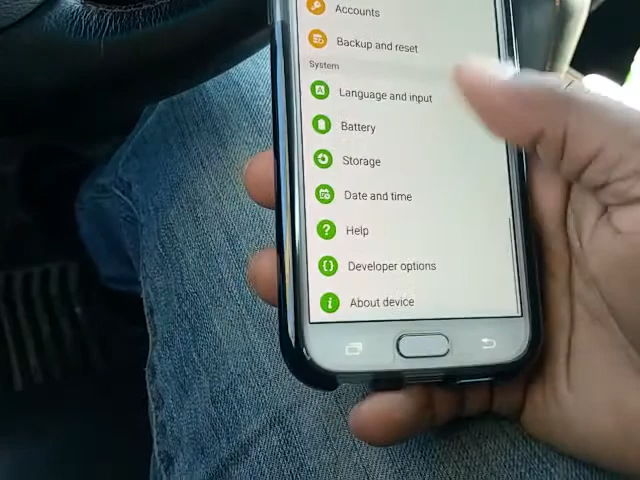 Accounts
Backup and reset
System
Language and input
Battery
Storage
Date and time
Help
Developer options
About device